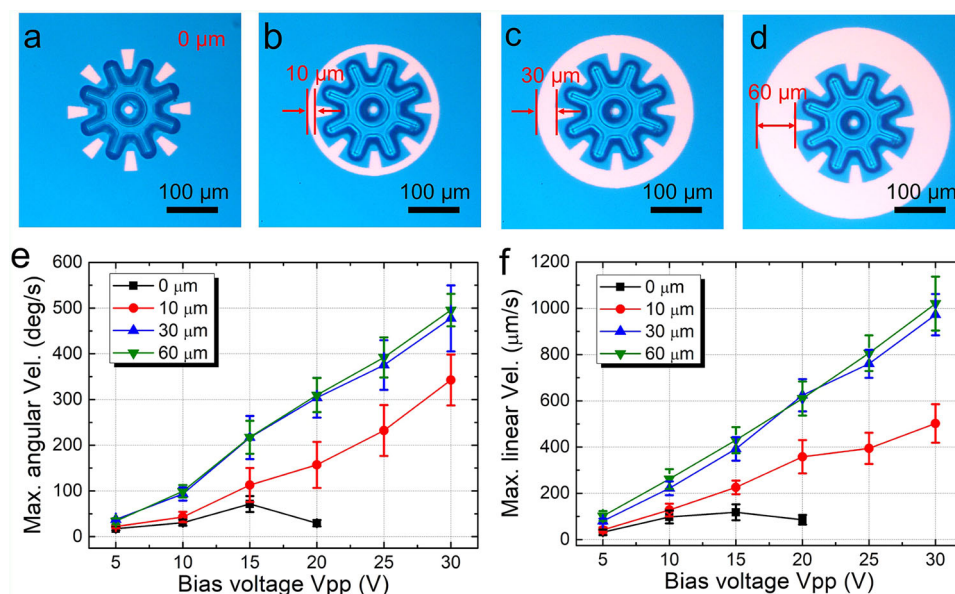 a
0 μm
100 μm
b
10 μm
100 μm
c
30 μm
100 μm
d
60 μm
100 μm
e
Max. angular Vel. (deg/s)
600
500
400
300
200
100
0
0 μm
10 μm
30 μm
60 μm
5 10 15 20 25 30
Bias voltage Vpp (V)
f
Max. linear Vel. (μm/s)
1200
1000
800
600
400
200
0
0 μm
10 μm
30 μm
60 μm
5 10 15 20 25 30
Bias voltage Vpp (V)